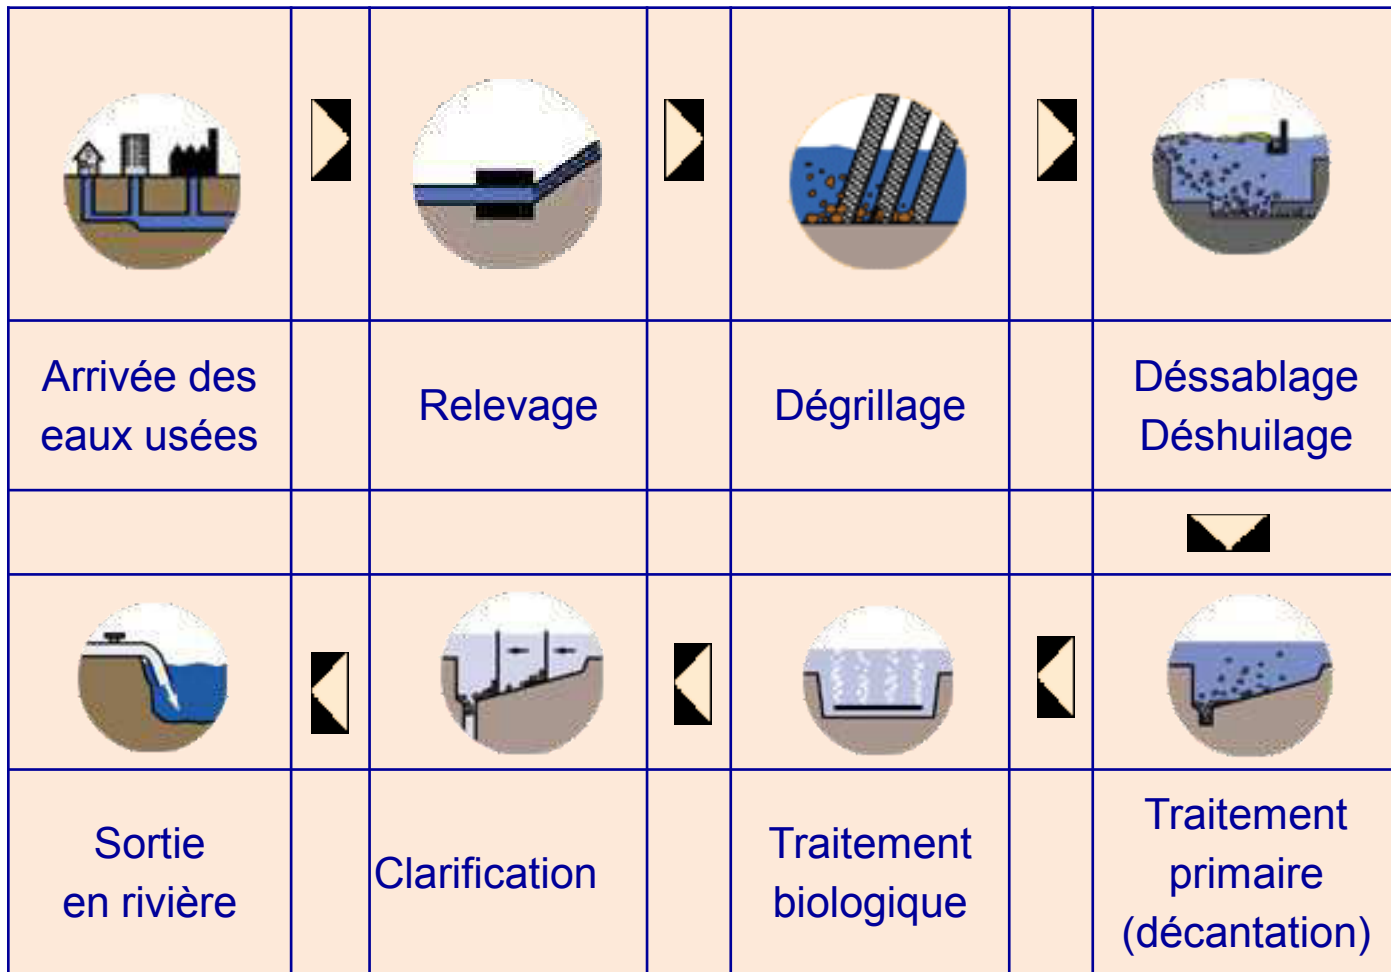 Arrivée des
eaux usées
Relevage
Dégrillage
Déssablage
Déshuilage
Sortie
en rivière
Clarification
Traitement
biologique
Traitement
primaire
(décantation)